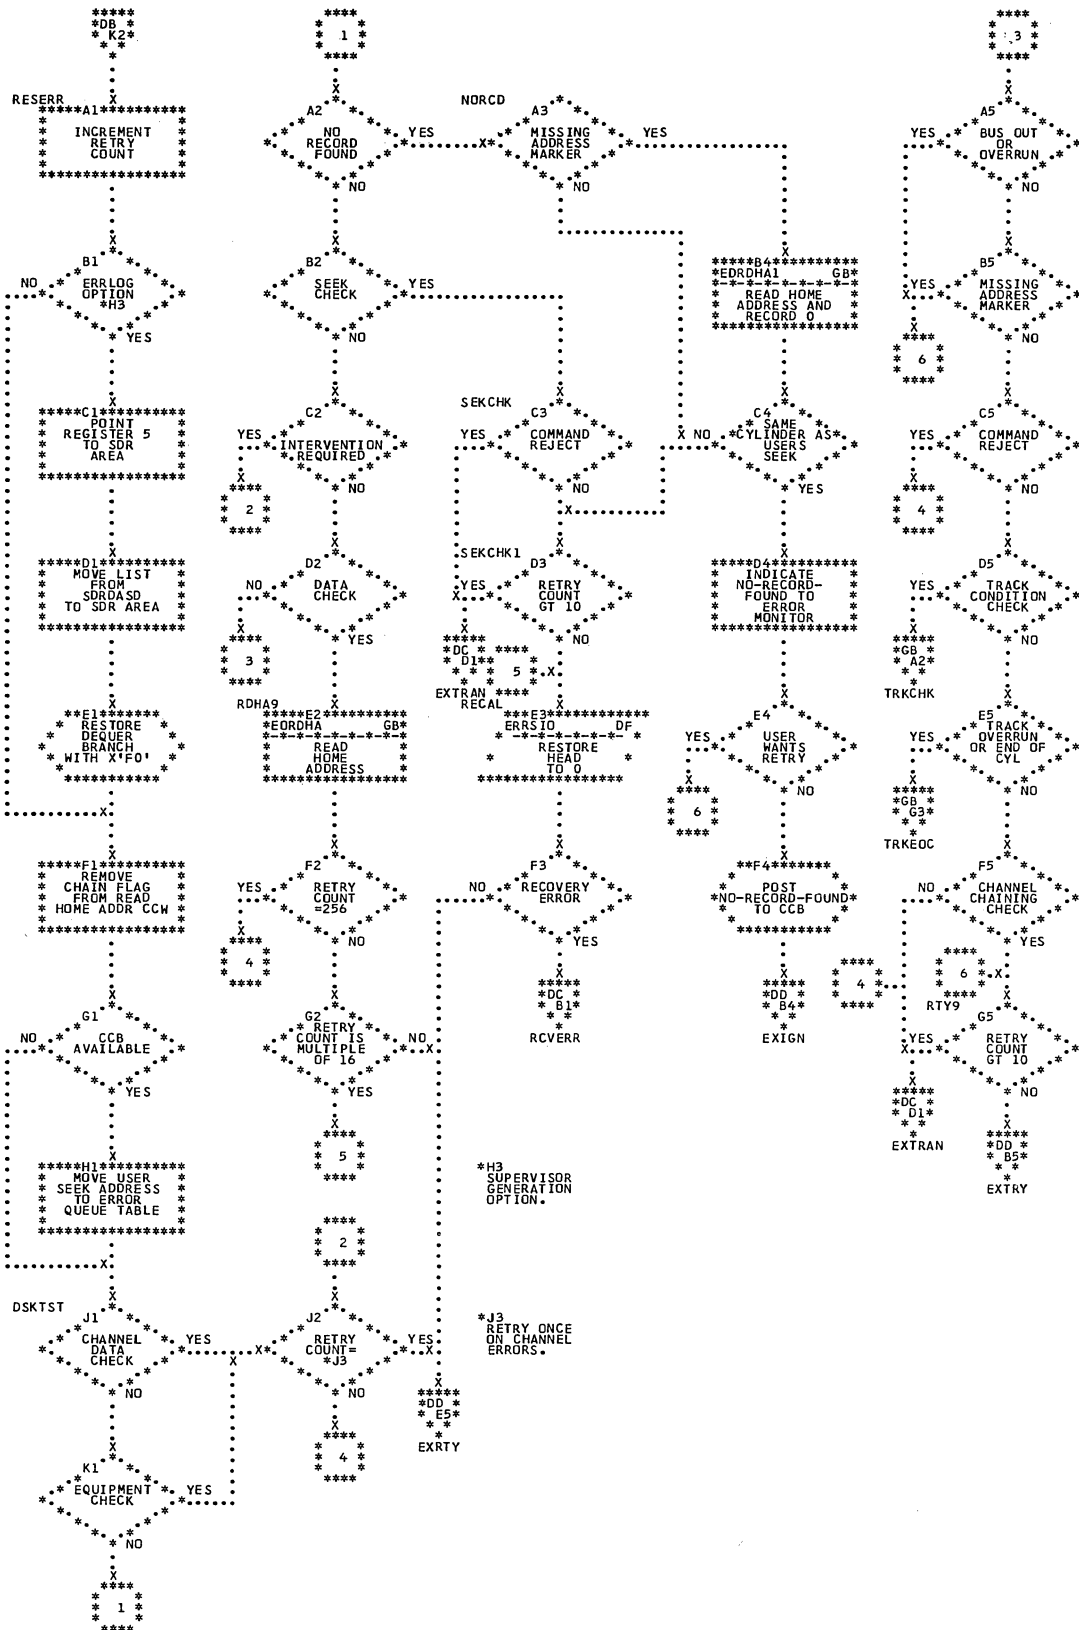 DB
K2
RESERR
A1
INCREMENT
RETRY
COUNT
B1
NO
ERRLOG
OPTION
*H3
YES
C1
POINT
REGISTER 5
TO SDR
AREA
D1
MOVE LIST
FROM
SDRDASD
TO SDR AREA
E1
RESTORE
DEQUER
BRANCH
WITH X'F0'
F1
REMOVE
CHAIN FLAG
FROM READ
HOME ADDR CCW
G1
NO
CCB
AVAILABLE
YES
H1
MOVE USER
SEEK ADDRESS
TO ERROR
QUEUE TABLE
DSKTST
J1
CHANNEL
DATA
CHECK
YES
NO
K1
EQUIPMENT
CHECK
YES
NO
1
1
A2
NO
RECORD
FOUND
YES
NO
B2
SEEK
CHECK
YES
NO
C2
YES
INTERVENTION
REQUIRED
NO
2
D2
NO
DATA
CHECK
YES
3
RDHA9
E2
EORDHA GB
READ
HOME
ADDRESS
F2
YES
RETRY
COUNT
=256
NO
4
G2
RETRY
COUNT IS
MULTIPLE
OF 16
NO
YES
5
2
J2
RETRY
COUNT=
*J3
YES
NO
4
DD
E5
EXRTY
NORCD
A3
MISSING
ADDRESS
MARKER
YES
NO
SEKCHK
C3
YES
COMMAND
REJECT
NO
SEKCHK1
D3
YES
RETRY
COUNT
GT 10
NO
DC
D1
EXTRAN
5
RECAL
E3
ERRSIO DF
RESTORE
HEAD
TO 0
F3
NO
RECOVERY
ERROR
YES
DC
B1
RCVERR
*H3
SUPERVISOR
GENERATION
OPTION.
*J3
RETRY ONCE
ON CHANNEL
ERRORS.
B4
EDRDHA1 GB
READ HOME
ADDRESS AND
RECORD 0
C4
NO
SAME
CYLINDER AS
USERS
SEEK
YES
D4
INDICATE
NO-RECORD-
FOUND TO
ERROR
MONITOR
E4
YES
USER
WANTS
RETRY
NO
6
F4
POST
NO-RECORD-FOUND
TO CCB
DD
B4
EXIGN
3
A5
YES
BUS OUT
OR
OVERRUN
NO
B5
YES
MISSING
ADDRESS
MARKER
NO
6
C5
YES
COMMAND
REJECT
NO
4
D5
YES
TRACK
CONDITION
CHECK
NO
GB
A2
TRKCHK
E5
YES
TRACK
OVERRUN
OR END OF
CYL
NO
GB
G3
TRKEOC
F5
NO
CHANNEL
CHAINING
CHECK
YES
4
6
RTY9
G5
YES
RETRY
COUNT
GT 10
NO
DC
D1
EXTRAN
DD
B5
EXTRY